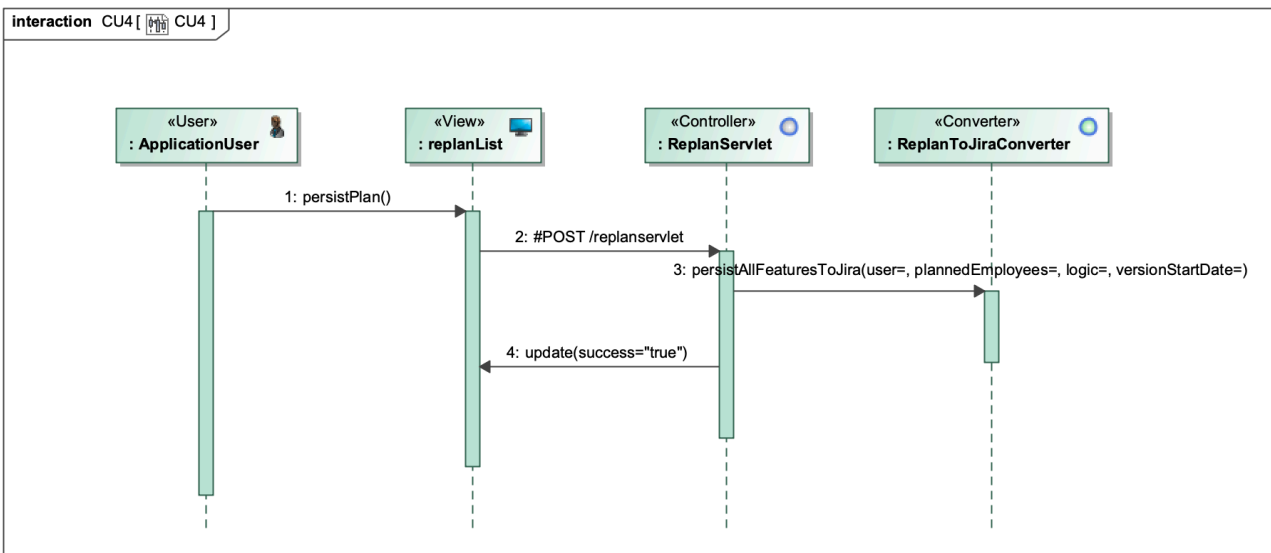 interaction CU4 [ CU4 ]
«User»
: ApplicationUser
«View»
: replanList
«Controller»
: ReplanServlet
«Converter»
: ReplanToJiraConverter
1: persistPlan()
2: #POST /replanservlet
3: persistAllFeaturesToJira(user=, plannedEmployees=, logic=, versionStartDate=)
4: update(success="true")